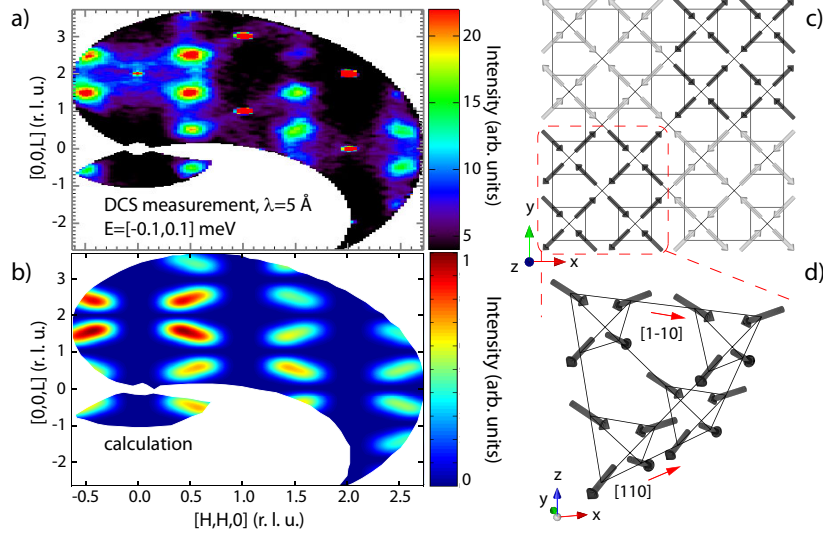 a)
[0,0,L] (r. l. u.)
3
2
1
0
-1
-2
DCS measurement, λ=5 Å
E=[-0.1,0.1] meV
20
15
10
5
Intensity (arb. units)
b)
[0,0,L] (r. l. u.)
3
2
1
0
-1
-2
calculation
-0.5
0.0
0.5
1.0
1.5
2.0
2.5
[H,H,0] (r. l. u.)
1
0
Intensity (arb. units)
c)
y
z
x
d)
[1-10]
[110]
z
y
x